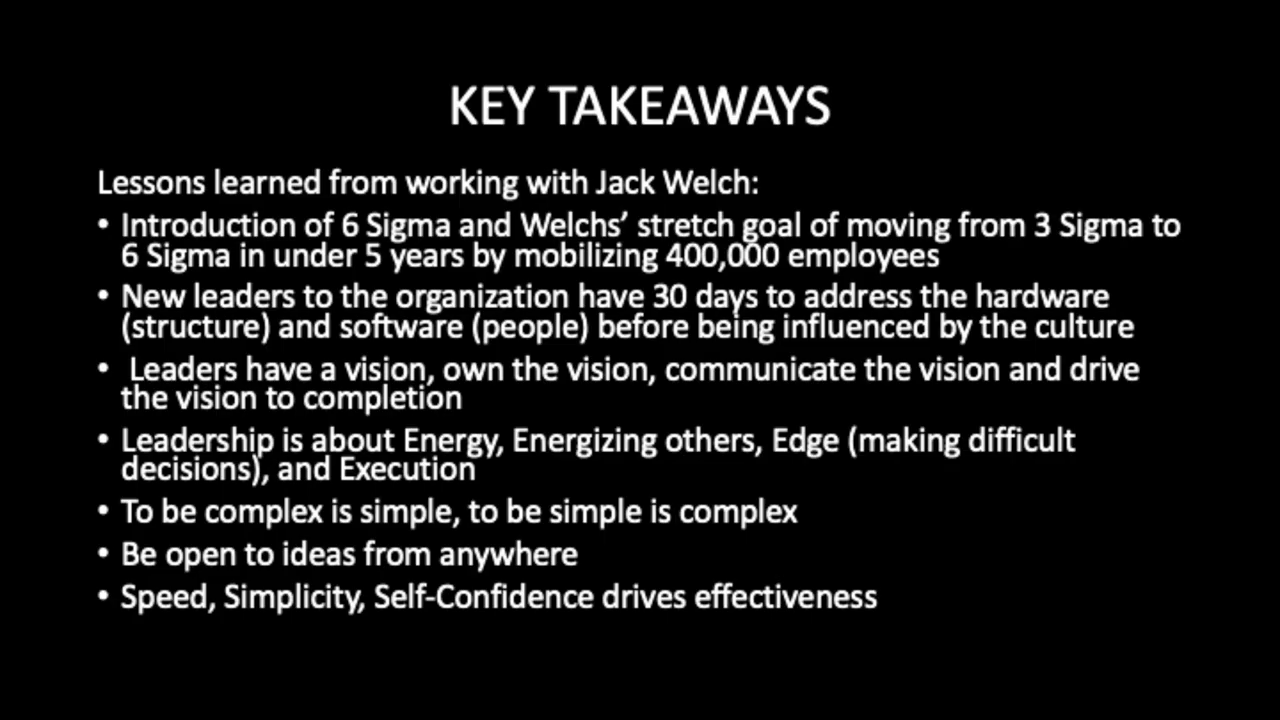 KEY TAKEAWAYS
Lessons learned from working with Jack Welch:
• Introduction of 6 Sigma and Welchs’ stretch goal of moving from 3 Sigma to
6 Sigma in under 5 years by mobilizing 400,000 employees
• New leaders to the organization have 30 days to address the hardware
(structure) and software (people) before being influenced by the culture
• Leaders have a vision, own the vision, communicate the vision and drive
the vision to completion
• Leadership is about Energy, Energizing others, Edge (making difficult
decisions), and Execution
• To be complex is simple, to be simple is complex
• Be open to ideas from anywhere
• Speed, Simplicity, Self-Confidence drives effectiveness